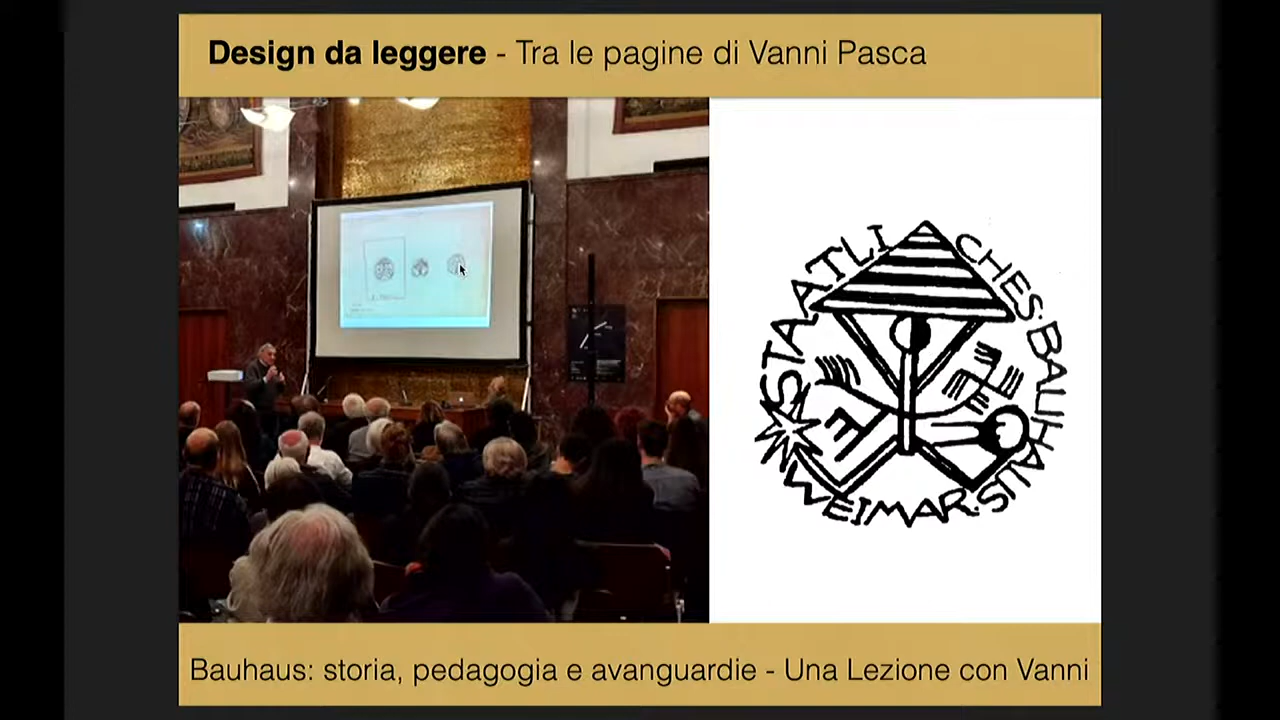 Design da leggere - Tra le pagine di Vanni Pasca
STAATLICHES·BAUHAUS·
IN WEIMAR·
Bauhaus: storia, pedagogia e avanguardie - Una Lezione con Vanni